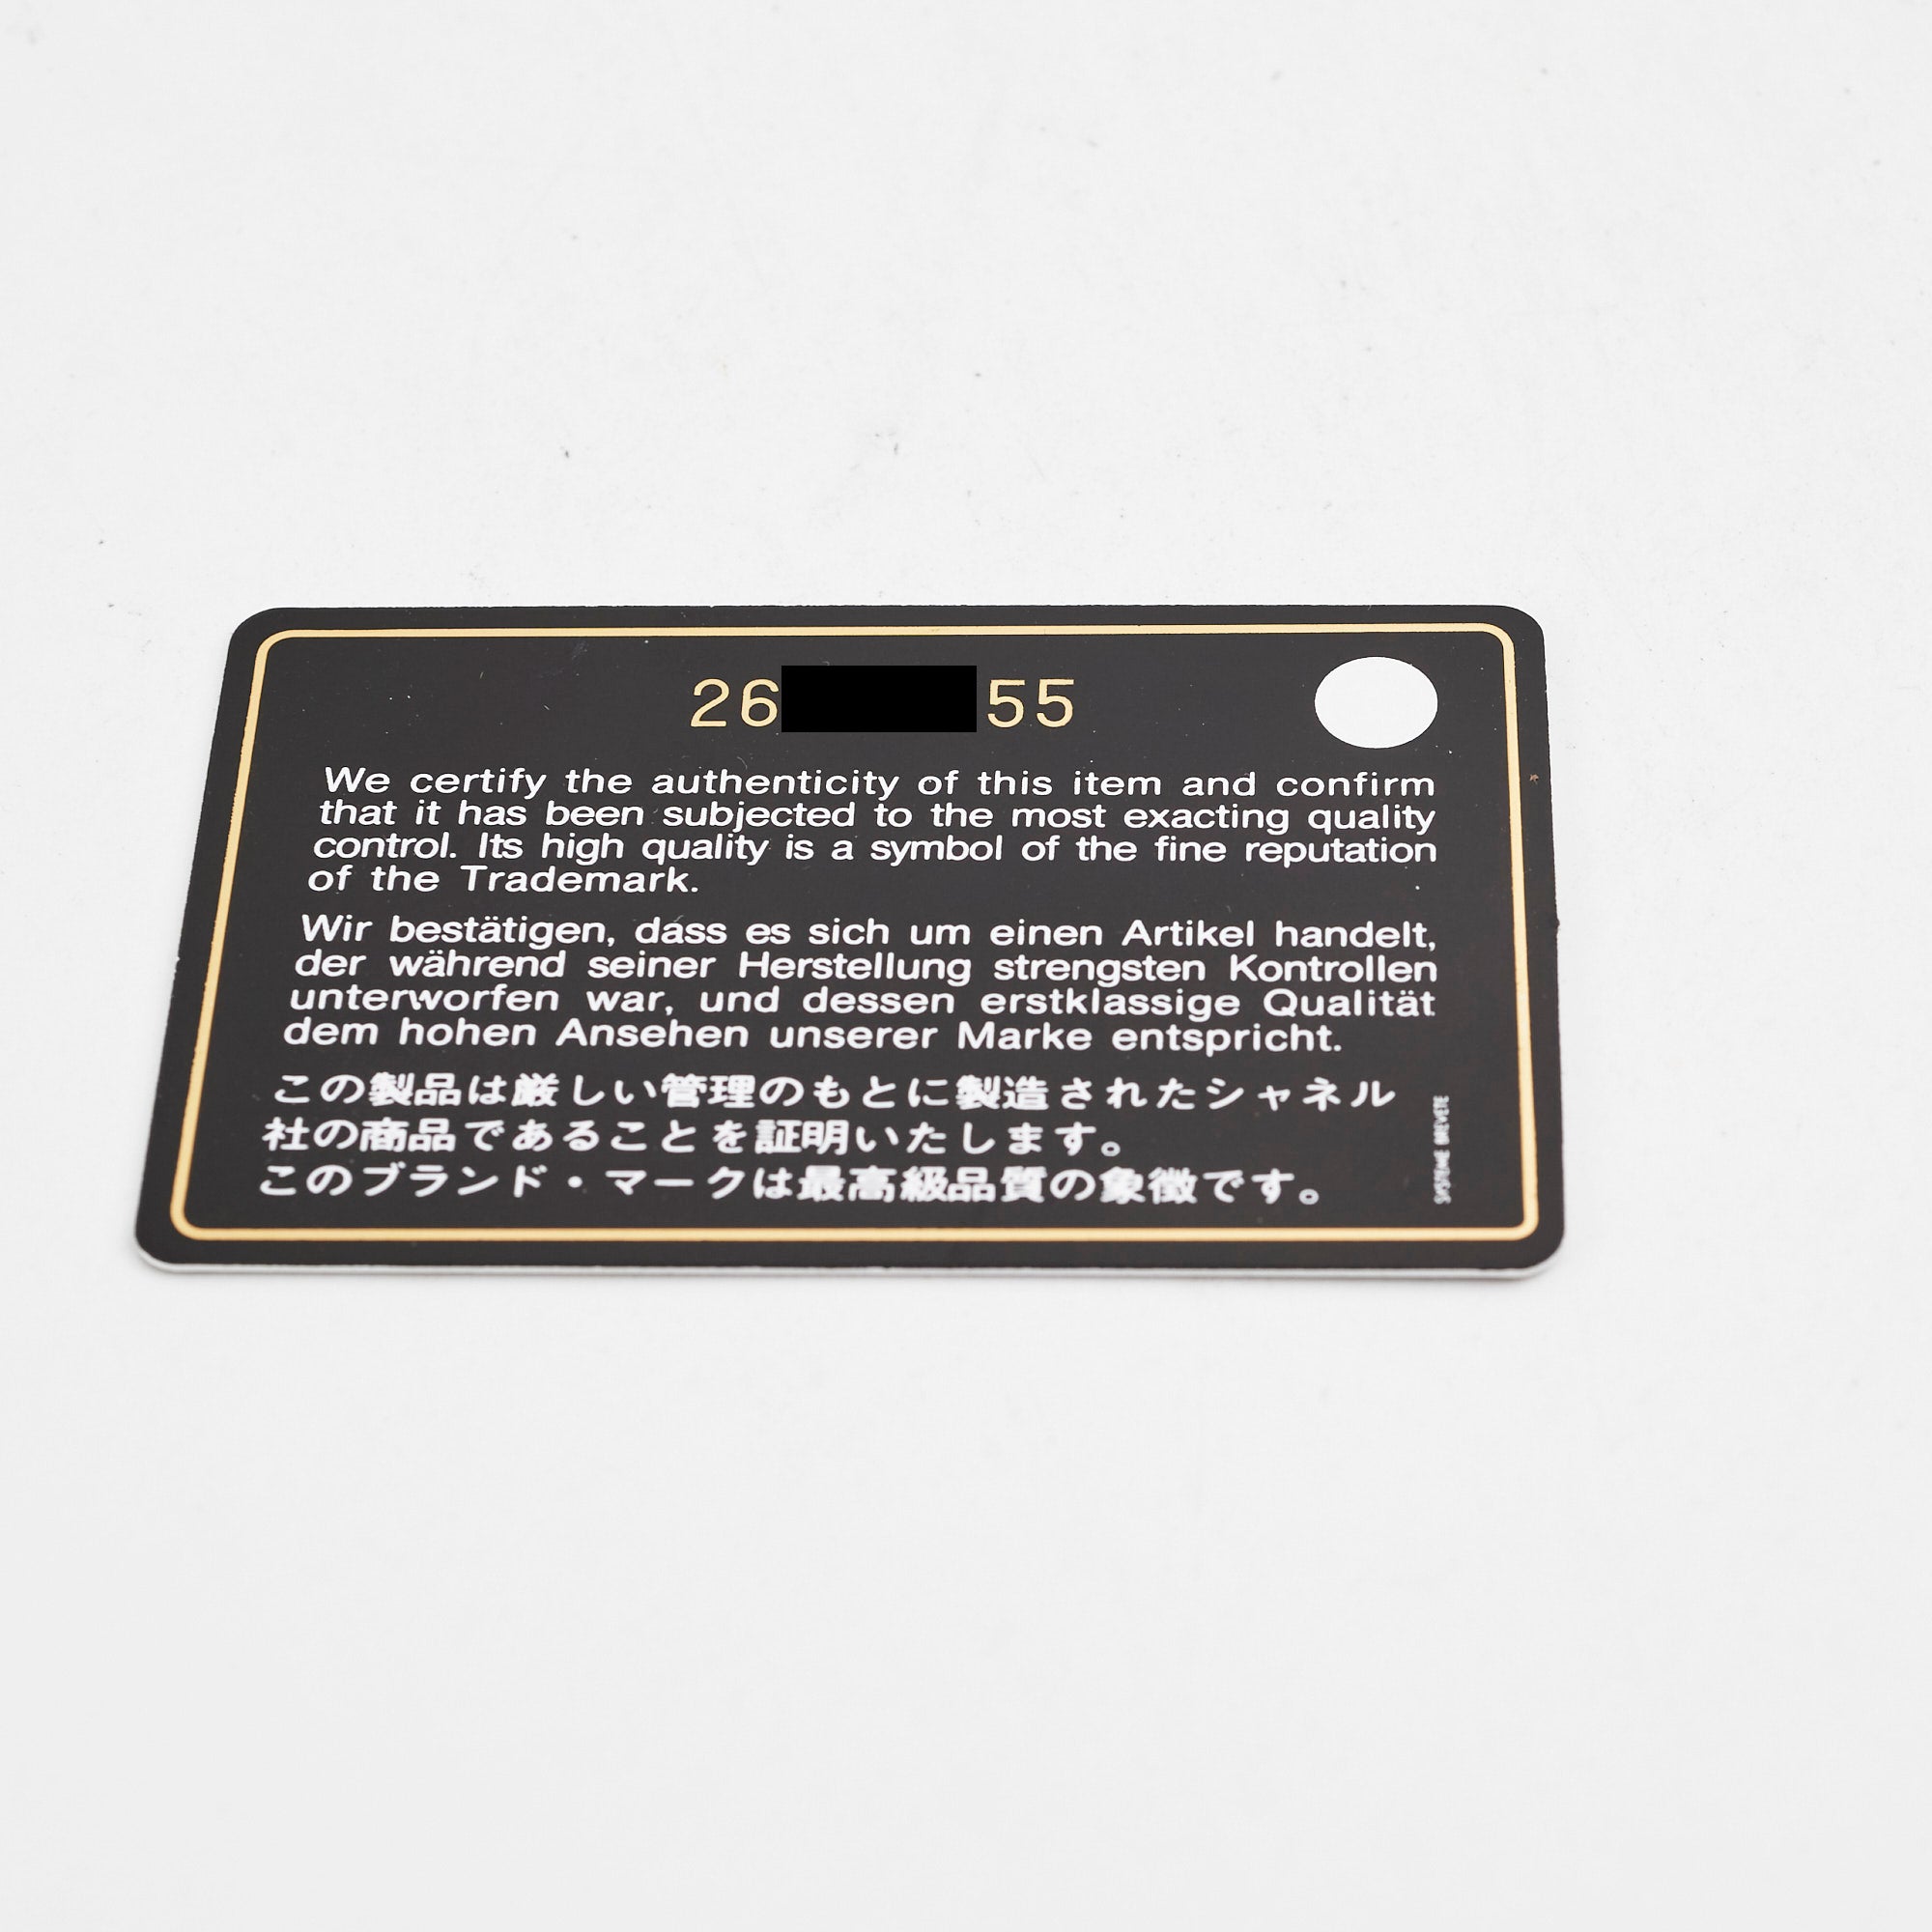 26 55
We certify the authenticity of this item and confirm
that it has been subjected to the most exacting quality
control. Its high quality is a symbol of the fine reputation
of the Trademark.
Wir bestätigen, dass es sich um einen Artikel handelt,
der während seiner Herstellung strengsten Kontrollen
unterworfen war, und dessen erstklassige Qualität
dem hohen Ansehen unserer Marke entspricht.
この製品は厳しい管理のもとに製造されたシャネル
社の商品であることを証明いたします。
このブランド・マークは最高級品質の象徴です。
SYSTEME BREVETE